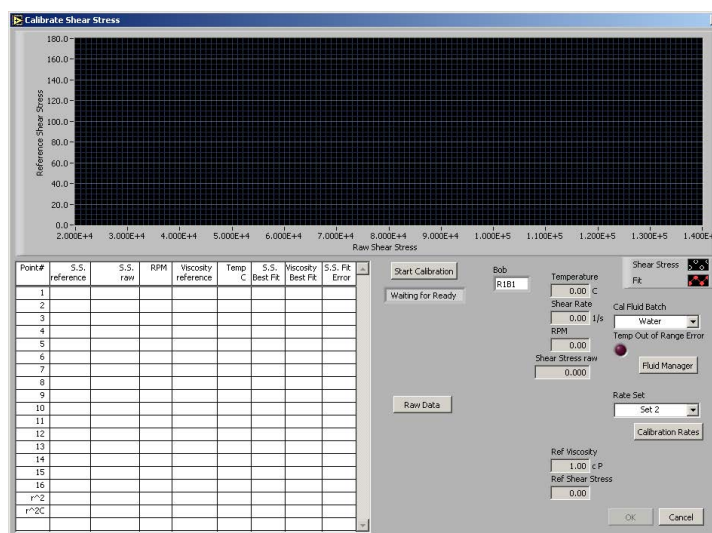 Calibrate Shear Stress
180.0
160.0
140.0
120.0
100.0
80.0
60.0
40.0
20.0
0.0
Reference Shear Stress
2.000E+4 3.000E+4 4.000E+4 5.000E+4 6.000E+4 7.000E+4 8.000E+4 9.000E+4 1.000E+5 1.100E+5 1.200E+5 1.300E+5 1.400E+
Raw Shear Stress
Point# S.S. S.S. RPM Viscosity Temp S.S. Viscosity S.S. Fit
reference raw reference C Best Fit Best Fit Error
1
2
3
4
5
6
7
8
9
10
11
12
13
14
15
16
r^2
r^2C
Start Calibration
Waiting for Ready
Raw Data
Bob
R1B1
Temperature
0.00 C
Shear Rate
0.00 1/s
RPM
0.00
Shear Stress raw
0.000
Ref Viscosity
1.00 c P
Ref Shear Stress
0.00
Shear Stress
Fit
Cal Fluid Batch
Water
Temp Out of Range Error
Fluid Manager
Rate Set
Set 2
Calibration Rates
OK Cancel